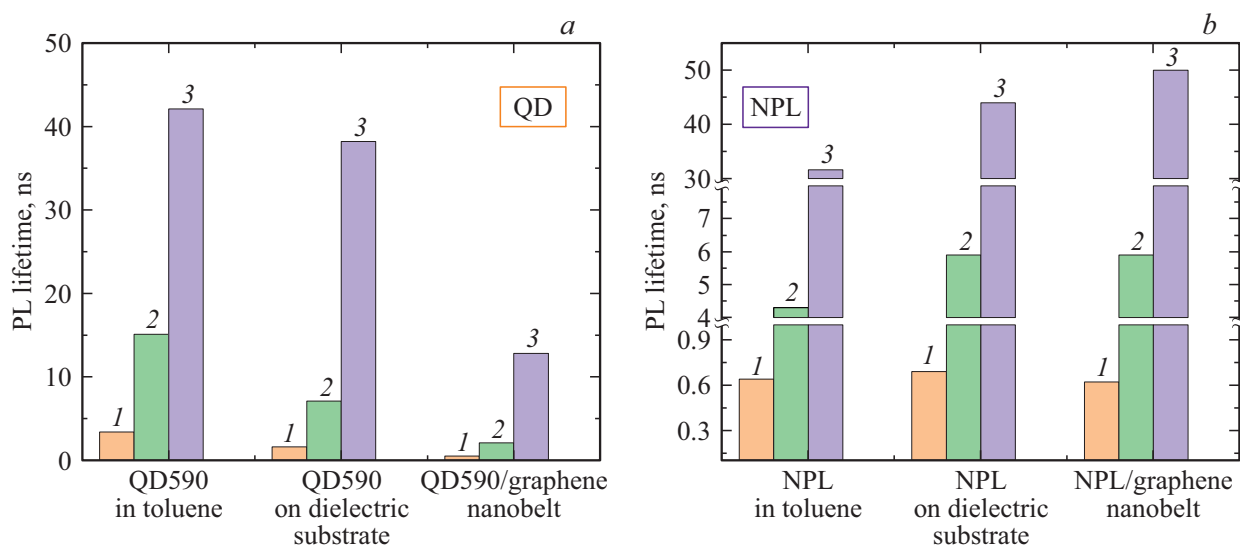 a
50
40
30
20
10
0
PL lifetime, ns
QD
1
2
3
1
2
3
1
2
3
QD590
in toluene
QD590
on dielectric
substrate
QD590/graphene
nanobelt
b
50
40
30
7
6
5
4
0.9
0.6
0.3
PL lifetime, ns
NPL
1
2
3
1
2
3
1
2
3
NPL
in toluene
NPL
on dielectric
substrate
NPL/graphene
nanobelt